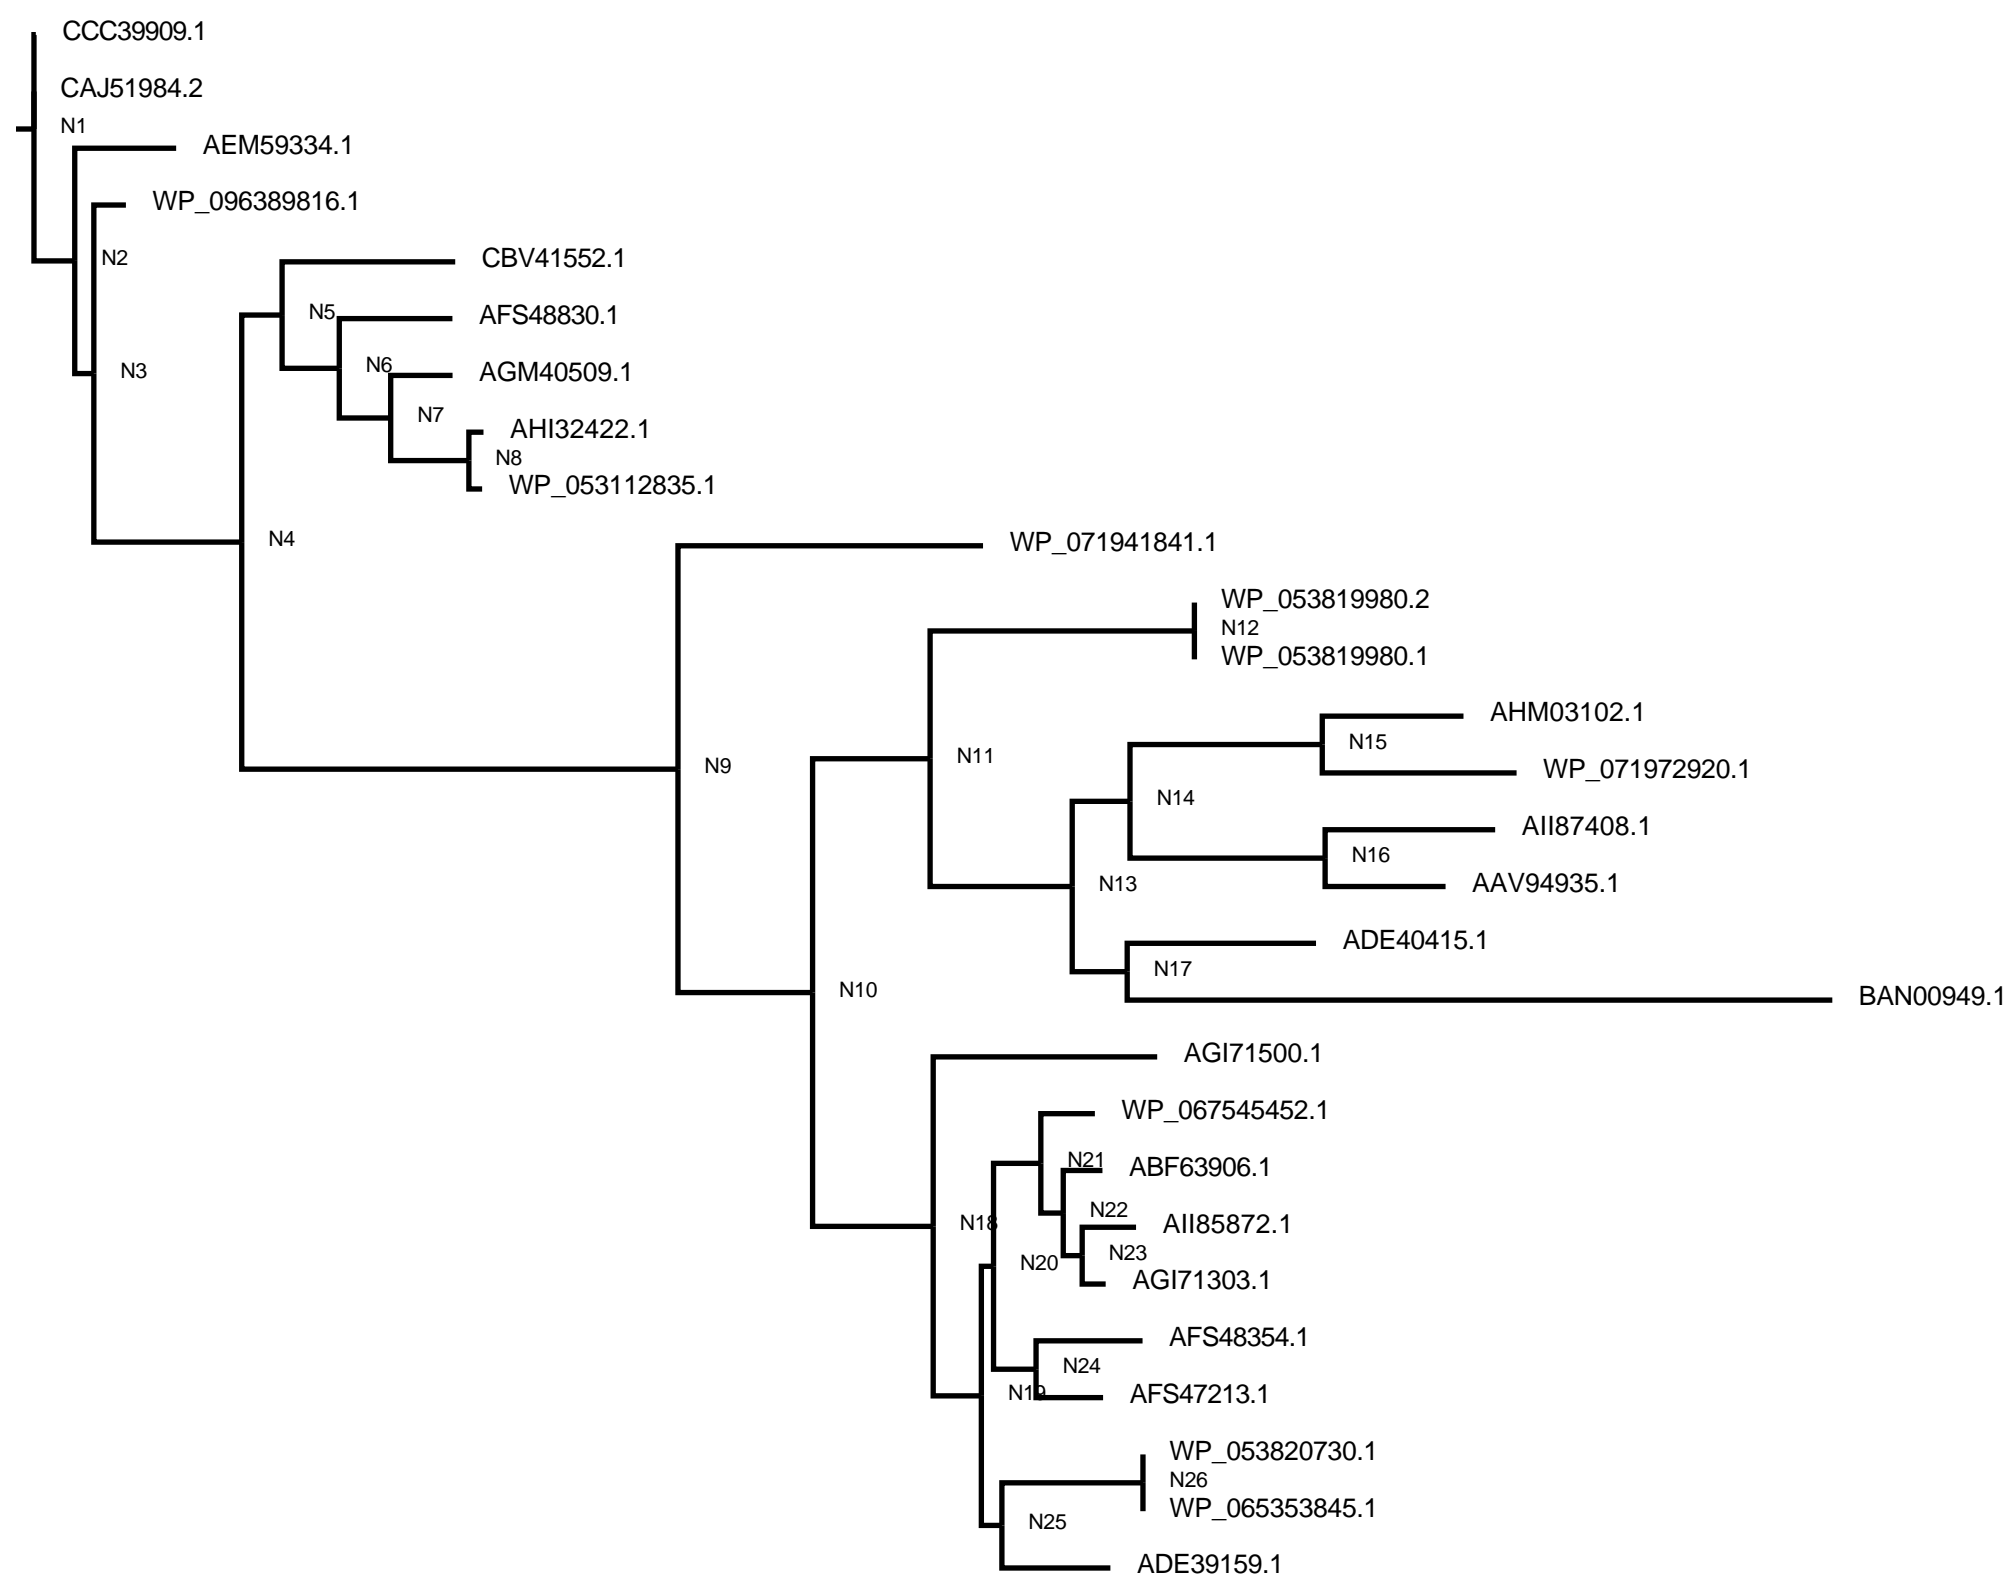 CCC39909.1
CAJ51984.2
N1
AEM59334.1
WP_096389816.1
N2
CBV41552.1
N5
AFS48830.1
N6
N3
AGM40509.1
N7
AHI32422.1
N8
WP_053112835.1
N4
WP_071941841.1
WP_053819980.2
N12
WP_053819980.1
AHM03102.1
N15
N11
N9
WP_071972920.1
N14
AII87408.1
N16
N13
AAV94935.1
ADE40415.1
N17
N10
BAN00949.1
AGI71500.1
WP_067545452.1
N21
ABF63906.1
N22
N18
AII85872.1
N23
N20
AGI71303.1
AFS48354.1
N24
N19
AFS47213.1
WP_053820730.1
N26
WP_065353845.1
N25
ADE39159.1